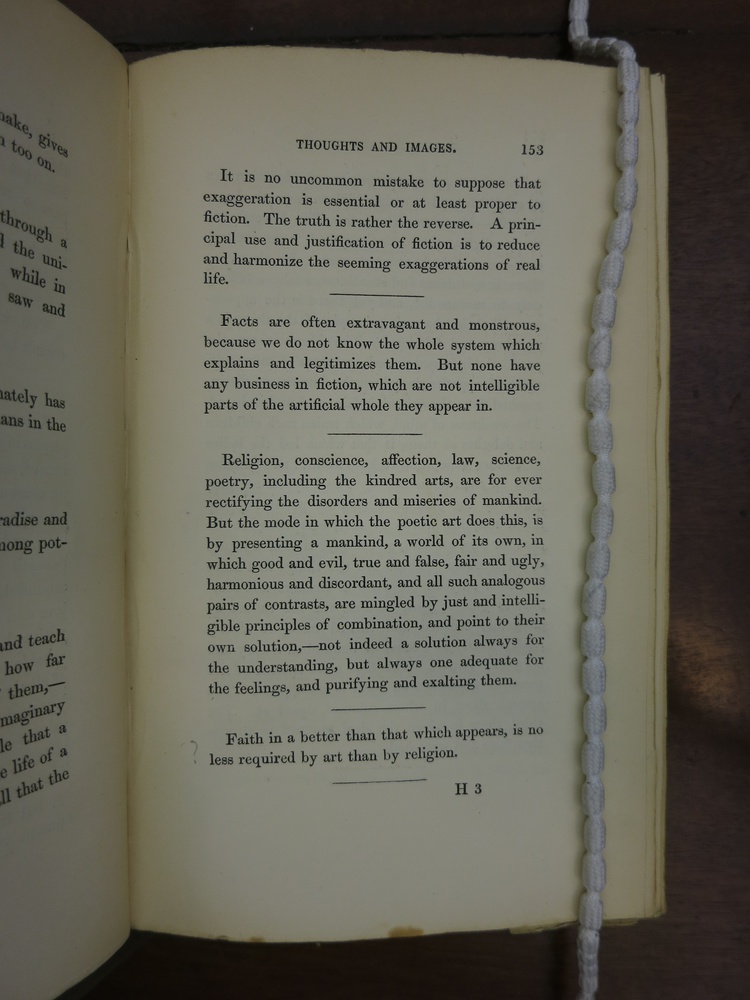 nake, gives
too on.
through a
the uni-
while in
saw and
nately has
ans in the
radise and
mong pot-
and teach
how far
them,—
maginary
le that a
e life of a
ll that the
THOUGHTS AND IMAGES. 153
It is no uncommon mistake to suppose that
exaggeration is essential or at least proper to
fiction. The truth is rather the reverse. A prin-
cipal use and justification of fiction is to reduce
and harmonize the seeming exaggerations of real
life.
Facts are often extravagant and monstrous,
because we do not know the whole system which
explains and legitimizes them. But none have
any business in fiction, which are not intelligible
parts of the artificial whole they appear in.
Religion, conscience, affection, law, science,
poetry, including the kindred arts, are for ever
rectifying the disorders and miseries of mankind.
But the mode in which the poetic art does this, is
by presenting a mankind, a world of its own, in
which good and evil, true and false, fair and ugly,
harmonious and discordant, and all such analogous
pairs of contrasts, are mingled by just and intelli-
gible principles of combination, and point to their
own solution,—not indeed a solution always for
the understanding, but always one adequate for
the feelings, and purifying and exalting them.
? Faith in a better than that which appears, is no
less required by art than by religion.
H 3